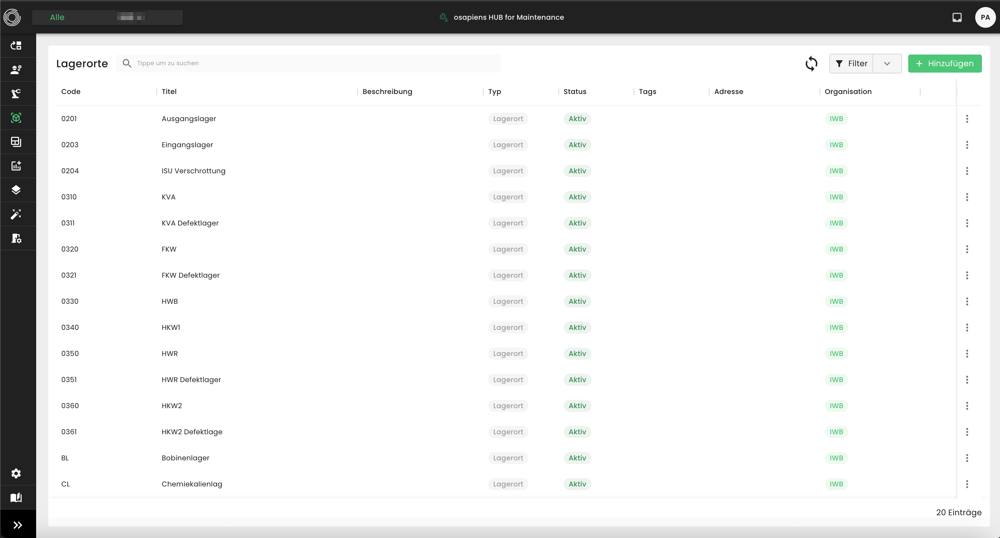 Alle
osapiens HUB for Maintenance
PA
Lagerorte
Tippe um zu suchen
Filter
Hinzufügen
Code Titel Beschreibung Typ Status Tags Adresse Organisation
0201 Ausgangslager Lagerort Aktiv IWB
0203 Eingangslager Lagerort Aktiv IWB
0204 ISU Verschrottung Lagerort Aktiv IWB
0310 KVA Lagerort Aktiv IWB
0311 KVA Defektlager Lagerort Aktiv IWB
0320 FKW Lagerort Aktiv IWB
0321 FKW Defektlager Lagerort Aktiv IWB
0330 HWB Lagerort Aktiv IWB
0340 HKW1 Lagerort Aktiv IWB
0350 HWR Lagerort Aktiv IWB
0351 HWR Defektlager Lagerort Aktiv IWB
0360 HKW2 Lagerort Aktiv IWB
0361 HKW2 Defektlage Lagerort Aktiv IWB
BL Bobinenlager Lagerort Aktiv IWB
CL Chemiekalienlag Lagerort Aktiv IWB
20 Einträge